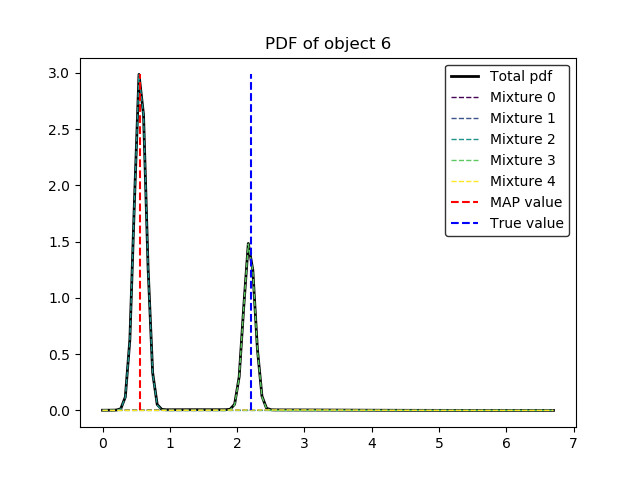 PDF of object 6
3.0
2.5
2.0
1.5
1.0
0.5
0.0
0 1 2 3 4 5 6 7
Total pdf
Mixture 0
Mixture 1
Mixture 2
Mixture 3
Mixture 4
MAP value
True value